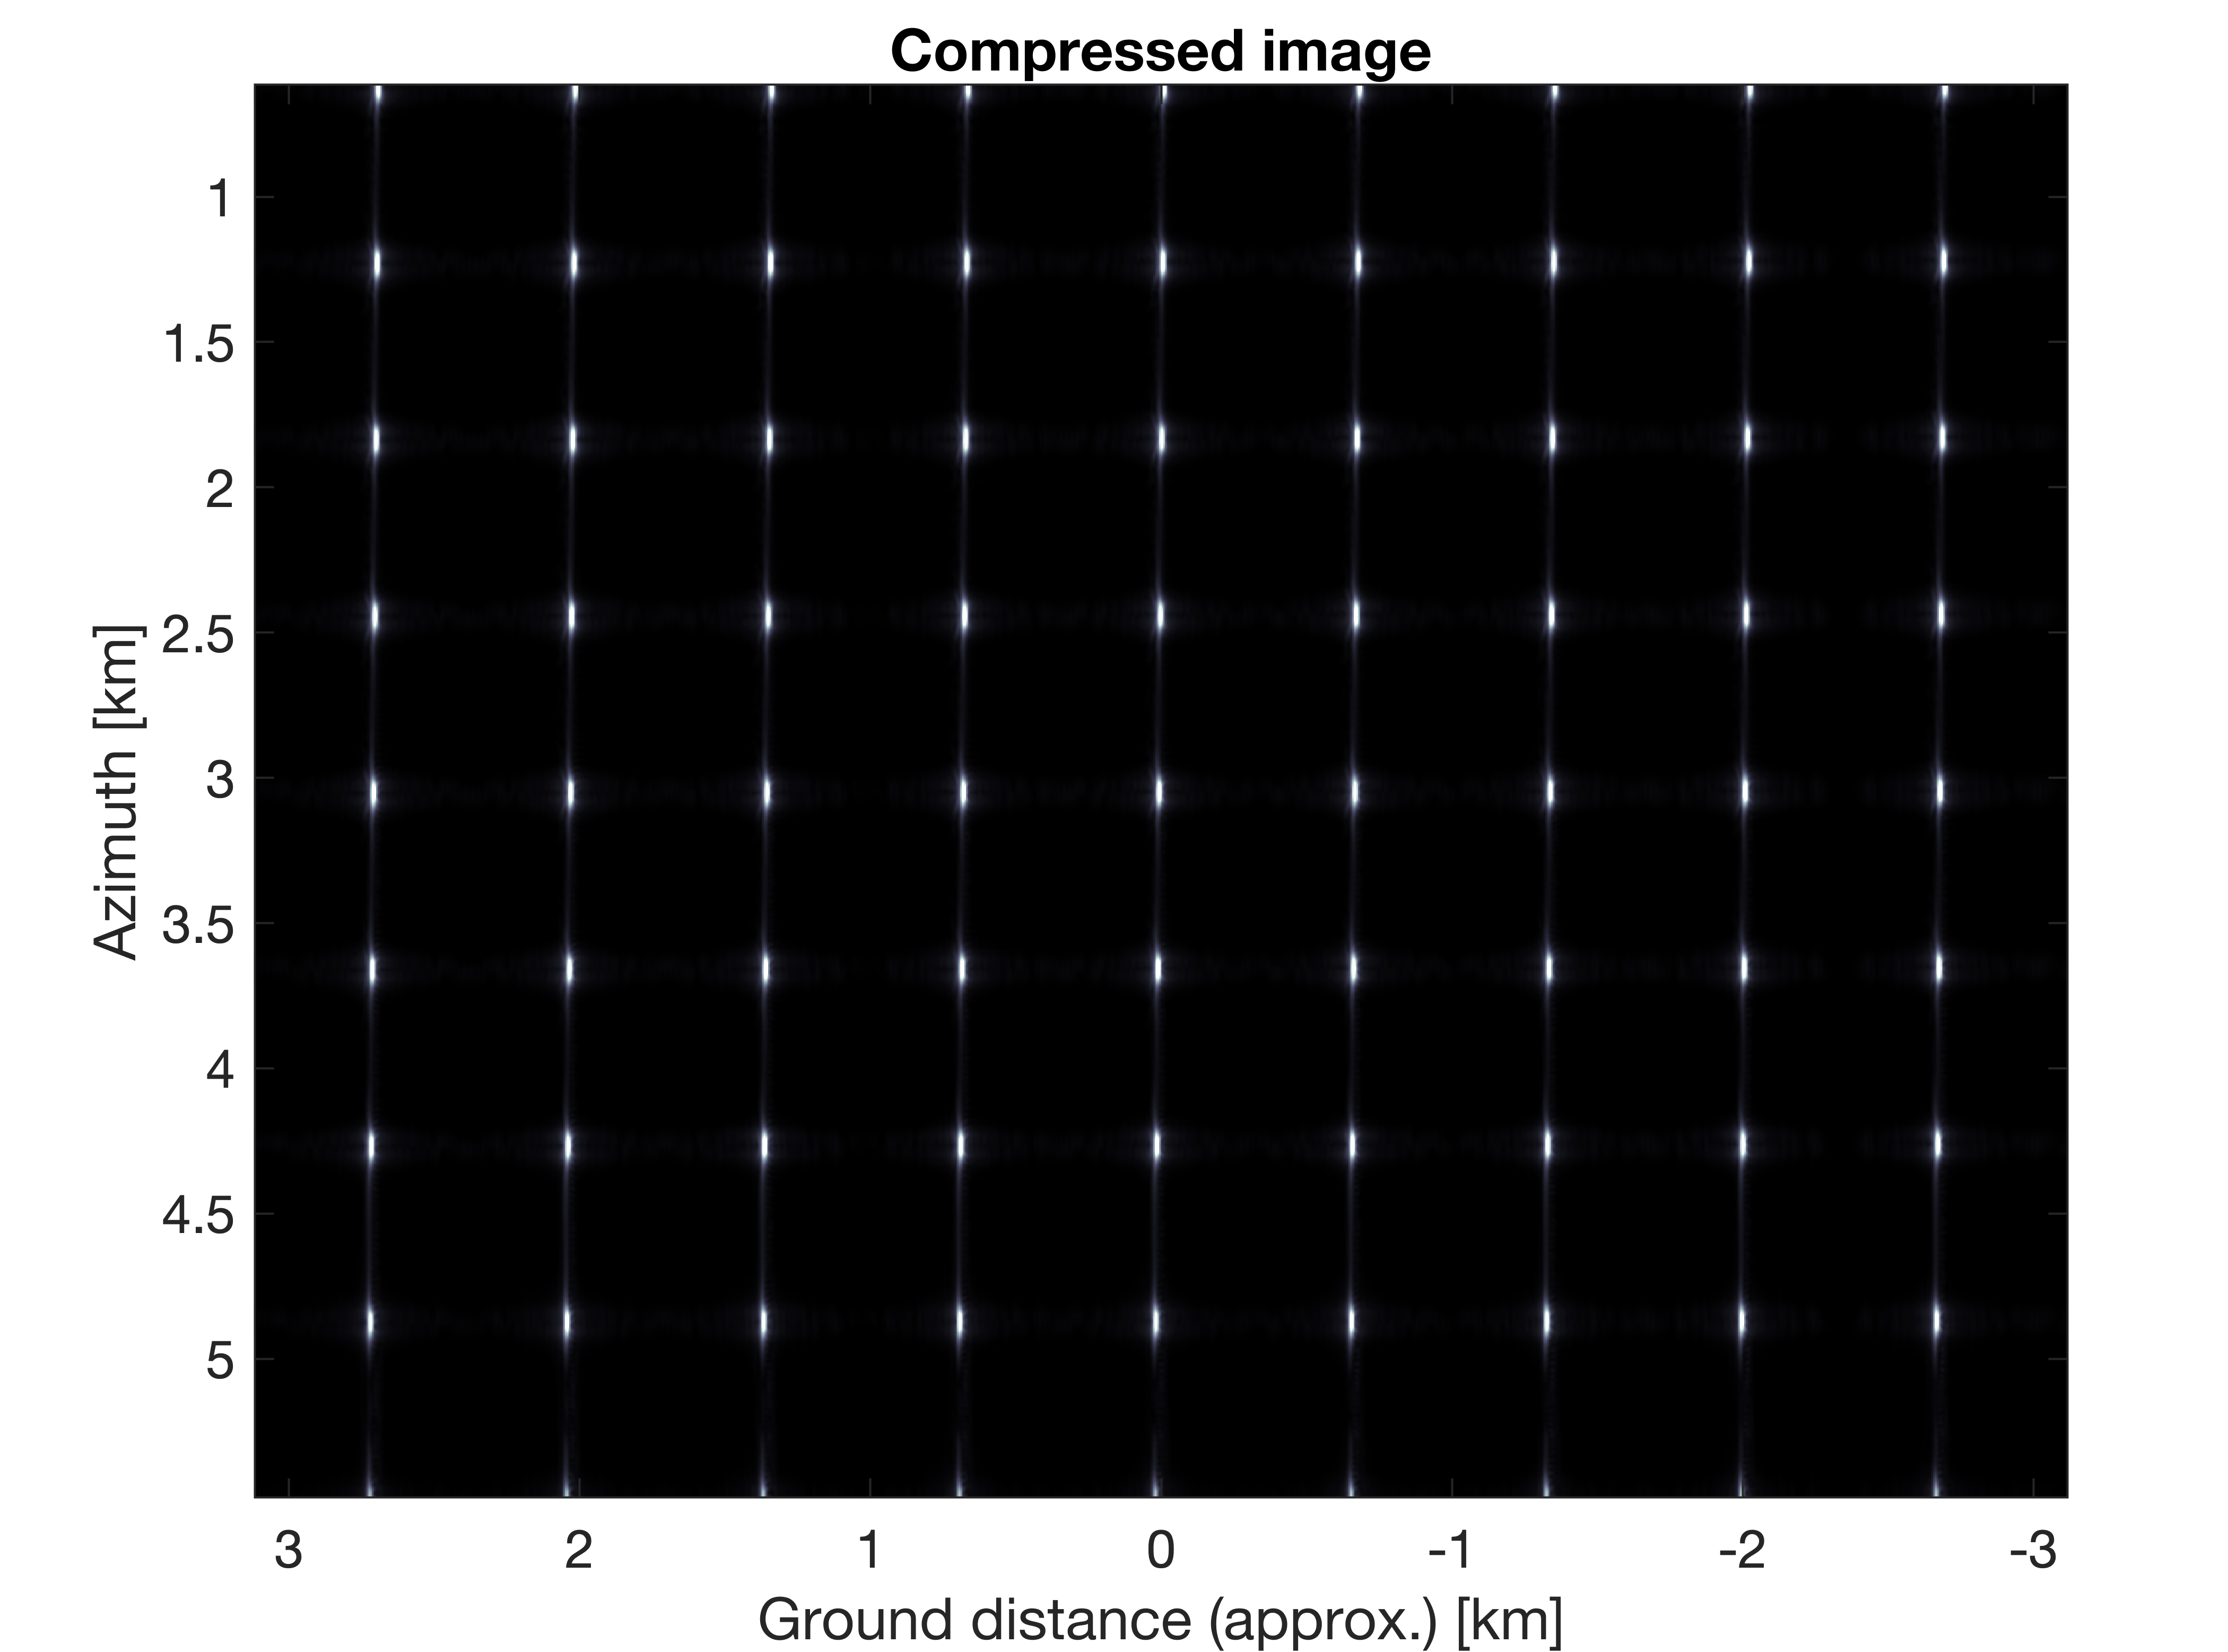 Compressed image
Azimuth [km]
1
1.5
2
2.5
3
3.5
4
4.5
5
3 2 1 0 -1 -2 -3
Ground distance (approx.) [km]